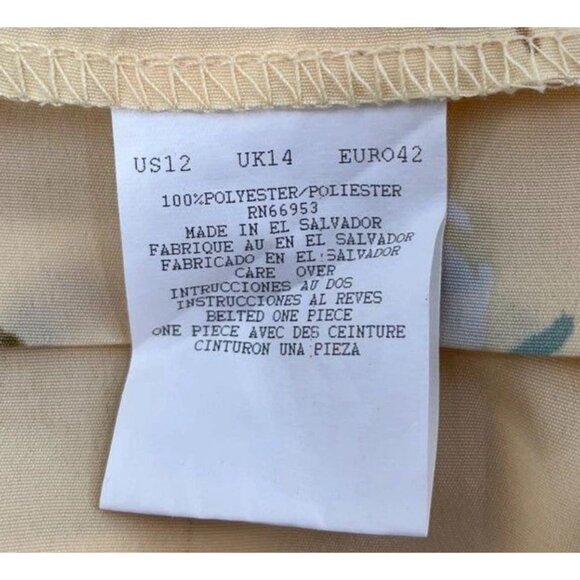 US12 UK14 EURO42
100%POLYESTER/POLIESTER
RN66953
MADE IN EL SALVADOR
FABRIQUE AU EN EL SALVADOR
FABRICADO EN EL SALVADOR
CARE OVER
INTRUCCIONES AU DOS
INSTRUCCIONES AL REVES
BELTED ONE PIECE
ONE PIECE AVEC DES CEINTURE
CINTURON UNA PIEZA